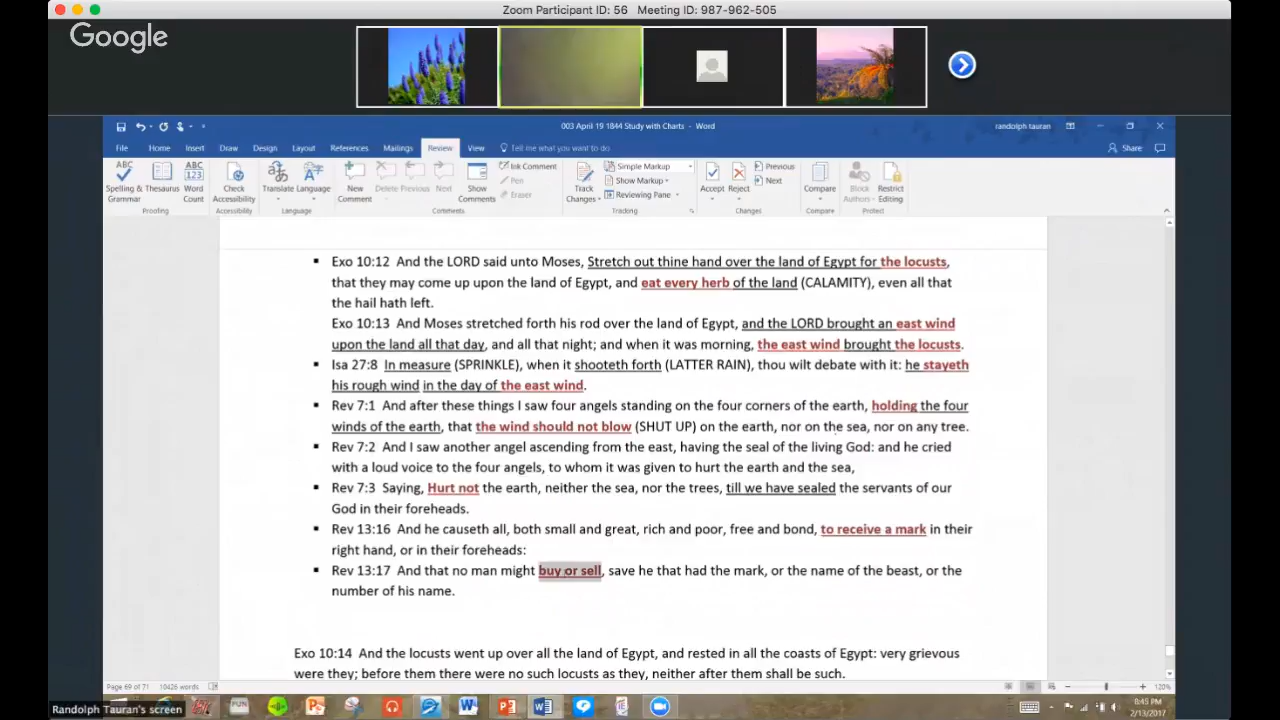 Zoom Participant ID: 56 Meeting ID: 987-962-505
Google
003 April 19 1844 Study with Charts - Word
randolph tauran
File Home Insert Draw Design Layout References Mailings Review View Tell me what you want to do Share
Spelling & Grammar Thesaurus Word Count Check Accessibility Translate Language New Comment Delete Previous Next Show Comments Ink Comment Pen Eraser Track Changes Simple Markup Show Markup Reviewing Pane Accept Reject Previous Next Compare Block Authors Restrict Editing
Proofing Accessibility Language Comments Tracking Changes Compare Protect
Exo 10:12 And the LORD said unto Moses, Stretch out thine hand over the land of Egypt for the locusts,
that they may come up upon the land of Egypt, and eat every herb of the land (CALAMITY), even all that
the hail hath left.
Exo 10:13 And Moses stretched forth his rod over the land of Egypt, and the LORD brought an east wind
upon the land all that day, and all that night; and when it was morning, the east wind brought the locusts.
Isa 27:8 In measure (SPRINKLE), when it shooteth forth (LATTER RAIN), thou wilt debate with it: he stayeth
his rough wind in the day of the east wind.
Rev 7:1 And after these things I saw four angels standing on the four corners of the earth, holding the four
winds of the earth, that the wind should not blow (SHUT UP) on the earth, nor on the sea, nor on any tree.
Rev 7:2 And I saw another angel ascending from the east, having the seal of the living God: and he cried
with a loud voice to the four angels, to whom it was given to hurt the earth and the sea,
Rev 7:3 Saying, Hurt not the earth, neither the sea, nor the trees, till we have sealed the servants of our
God in their foreheads.
Rev 13:16 And he causeth all, both small and great, rich and poor, free and bond, to receive a mark in their
right hand, or in their foreheads:
Rev 13:17 And that no man might buy or sell, save he that had the mark, or the name of the beast, or the
number of his name.
Exo 10:14 And the locusts went up over all the land of Egypt, and rested in all the coasts of Egypt: very grievous
were they; before them there were no such locusts as they, neither after them shall be such.
Page 69 of 71 10426 words
120%
Randolph Tauran's screen
FUN
8:45 PM
2/13/2017